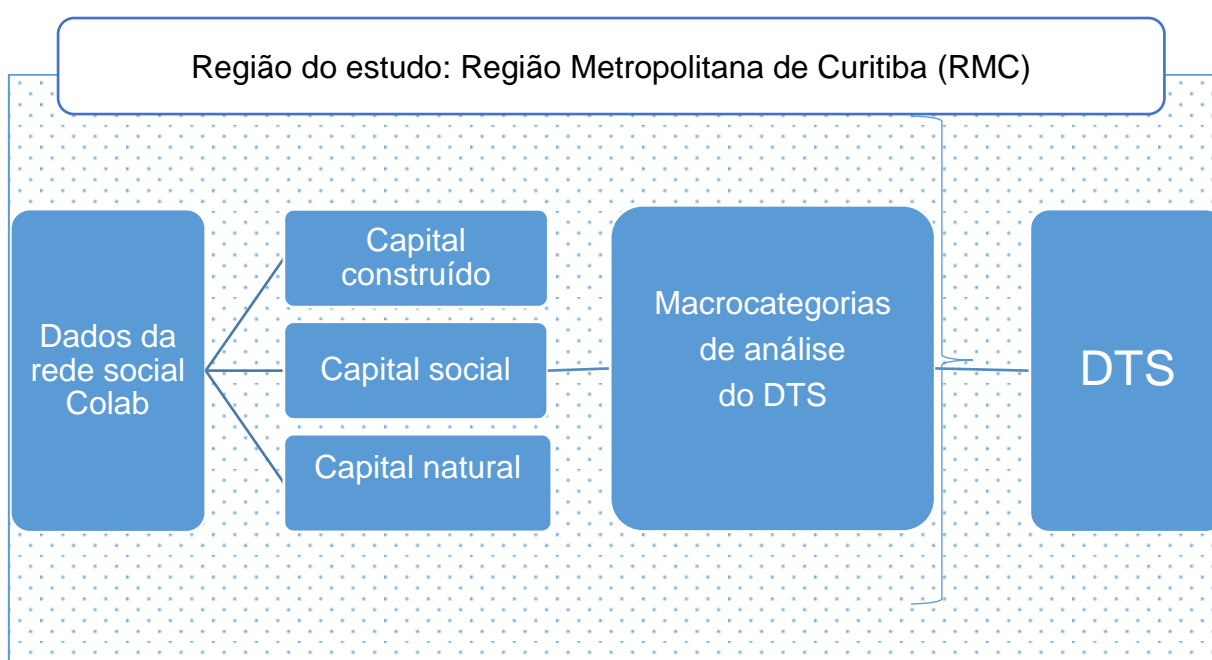 Região do estudo: Região Metropolitana de Curitiba (RMC)
Dados da
rede social
Colab
Capital
construído
Capital social
Capital natural
Macrocategorias
de análise
do DTS
DTS